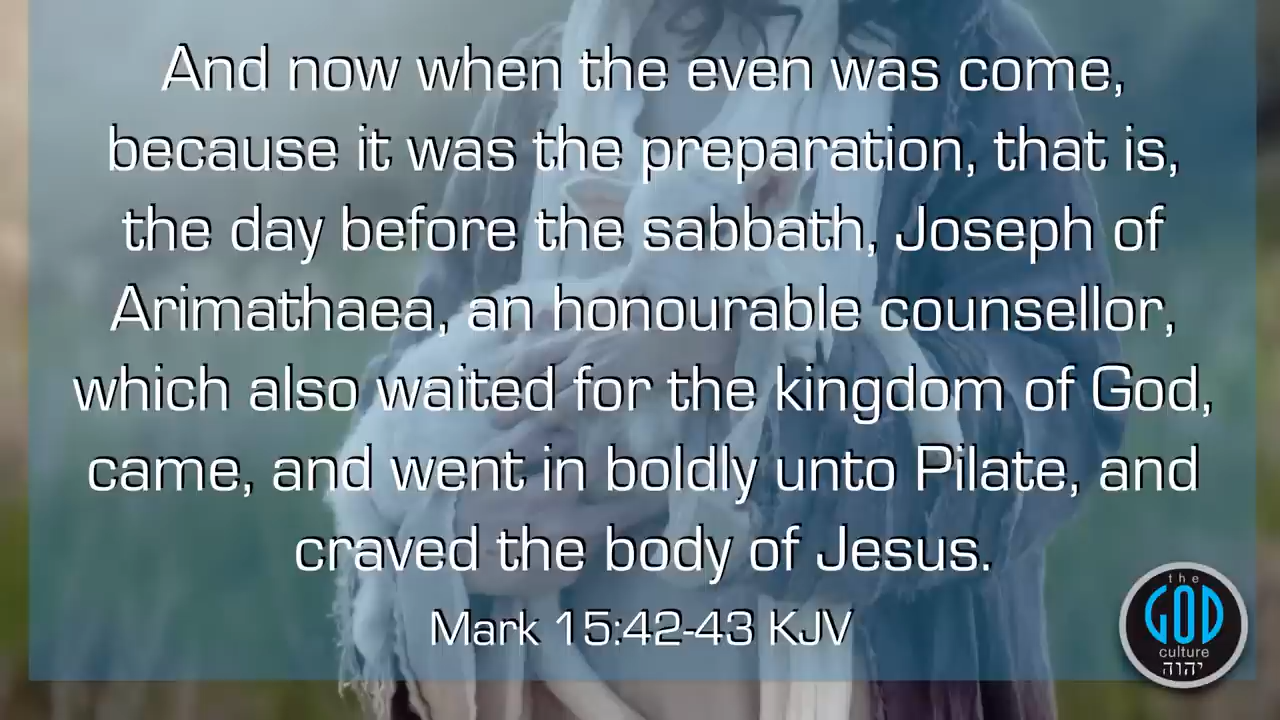 And now when the even was come,
because it was the preparation, that is,
the day before the sabbath, Joseph of
Arimathaea, an honourable counsellor,
which also waited for the kingdom of God,
came, and went in boldly unto Pilate, and
craved the body of Jesus.
Mark 15:42-43 KJV
the
GOD
culture
יהוה